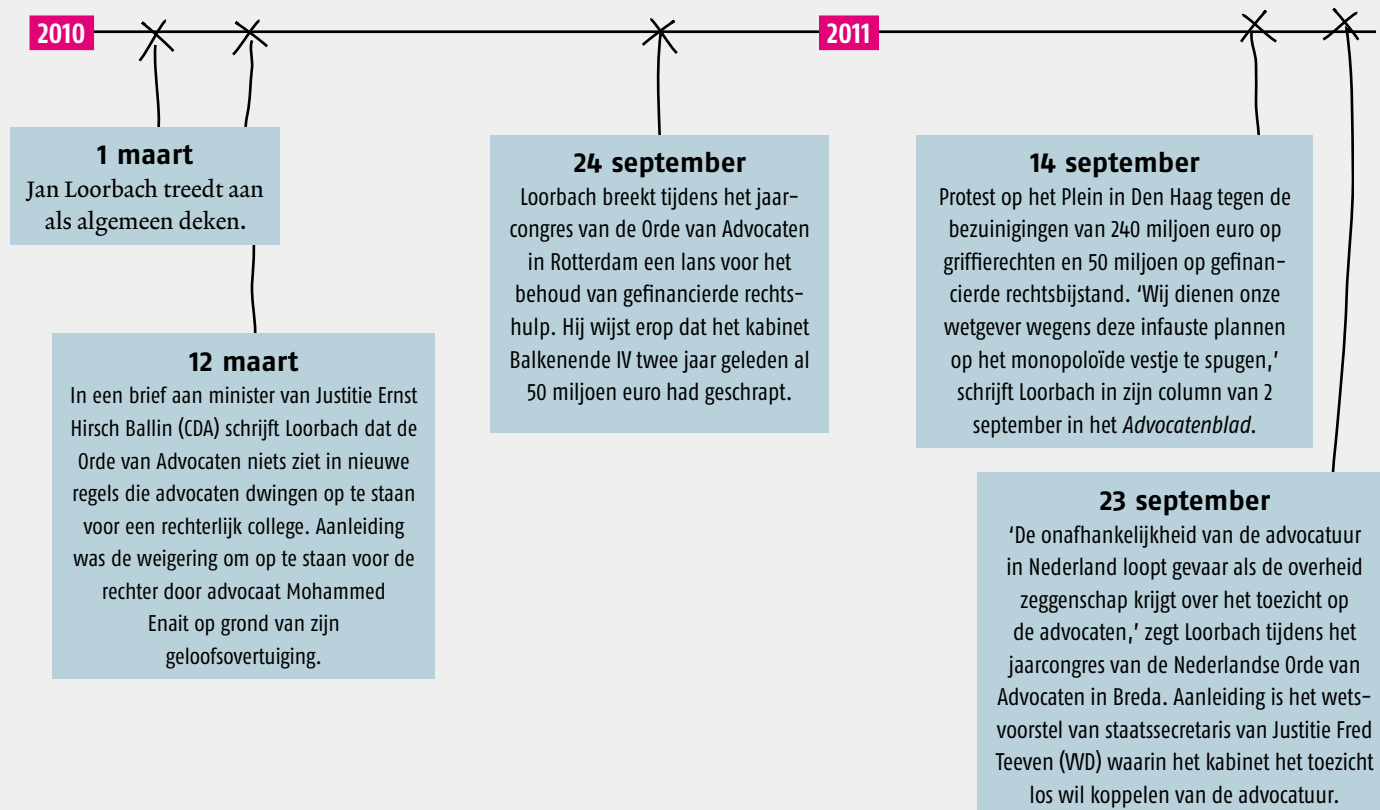 2010
2011
1 maart
Jan Loorbach treedt aan
als algemeen deken.
12 maart
In een brief aan minister van Justitie Ernst
Hirsch Ballin (CDA) schrijft Loorbach dat de
Orde van Advocaten niets ziet in nieuwe
regels die advocaten dwingen op te staan
voor een rechterlijk college. Aanleiding
was de weigering om op te staan voor de
rechter door advocaat Mohammed
Enait op grond van zijn
geloofsovertuiging.
24 september
Loorbach breekt tijdens het jaar-
congres van de Orde van Advocaten
in Rotterdam een lans voor het
behoud van gefinancierde rechts-
hulp. Hij wijst erop dat het kabinet
Balkenende IV twee jaar geleden al
50 miljoen euro had geschrapt.
14 september
Protest op het Plein in Den Haag tegen de
bezuinigingen van 240 miljoen euro op
griffierechten en 50 miljoen op gefinan-
cierde rechtsbijstand. ‘Wij dienen onze
wetgever wegens deze infauste plannen
op het monopoloïde vestje te spugen,’
schrijft Loorbach in zijn column van 2
september in het Advocatenblad.
23 september
‘De onafhankelijkheid van de advocatuur
in Nederland loopt gevaar als de overheid
zeggenschap krijgt over het toezicht op
de advocaten,’ zegt Loorbach tijdens het
jaarcongres van de Nederlandse Orde van
Advocaten in Breda. Aanleiding is het wets-
voorstel van staatssecretaris van Justitie Fred
Teeven (VVD) waarin het kabinet het toezicht
los wil koppelen van de advocatuur.